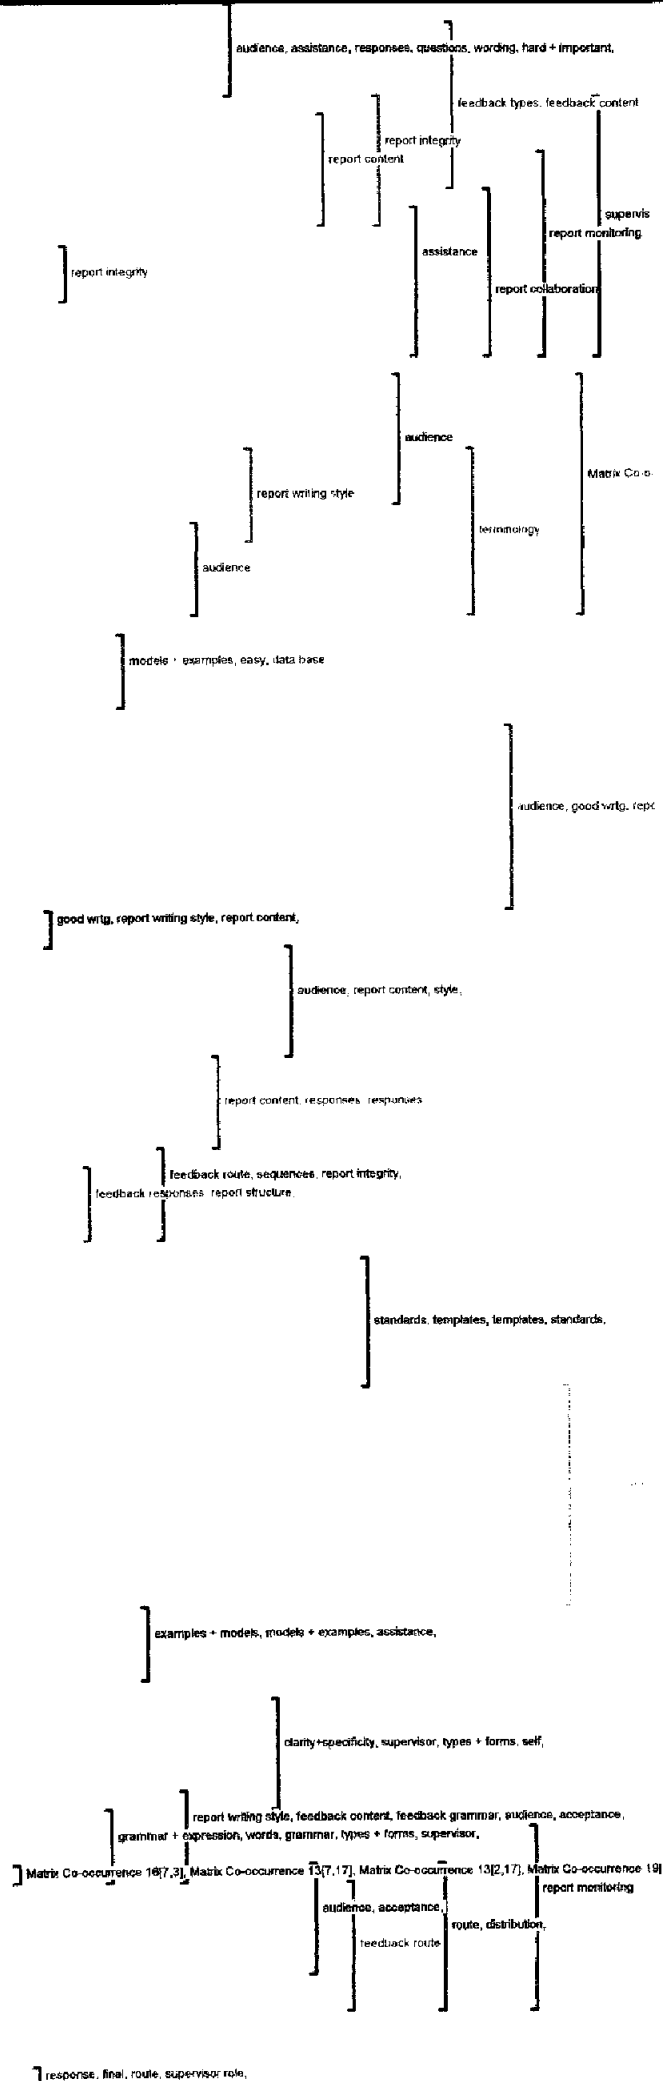 audience, assistance, responses, questions, wording, hard + important,
feedback types, feedback content
report integrity
report content
supervis
report monitoring
assistance
report integrity
report collaboration
audience
Matrix Co-o
report writing style
terminology
audience
models + examples, easy, data base
audience, good wrtg, repo
good wrtg, report writing style, report content,
audience, report content, style,
report content, responses, responses
feedback route, sequences, report integrity,
feedback responses, report structure,
standards, templates, templates, standards,
examples + models, models + examples, assistance,
clarity+specificity, supervisor, types + forms, self,
report writing style, feedback content, feedback grammar, audience, acceptance,
grammar + expression, words, grammar, types + forms, supervisor,
Matrix Co-occurrence 16[7,3], Matrix Co-occurrence 13[7,17], Matrix Co-occurrence 13[2,17], Matrix Co-occurrence 19[
report monitoring
audience, acceptance,
route, distribution,
feedback route
response, final, route, supervisor role,